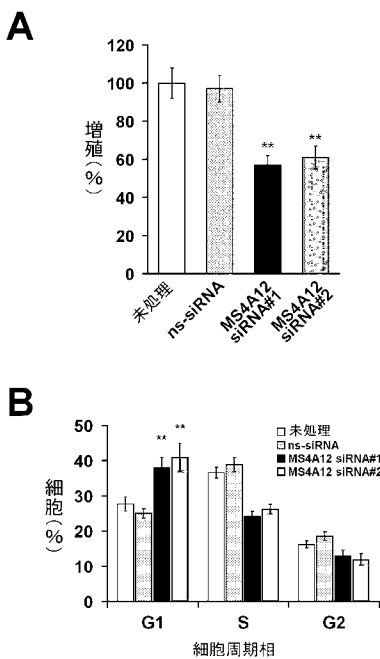 A
増殖(%)
120
100
80
60
40
20
0
**
**
未処理
ns-siRNA
MS4A12
siRNA#1
MS4A12
siRNA#2
B
細胞(%)
50
40
30
20
10
0
**
**
未処理
ns-siRNA
MS4A12 siRNA#1
MS4A12 siRNA#2
G1
S
G2
細胞周期相